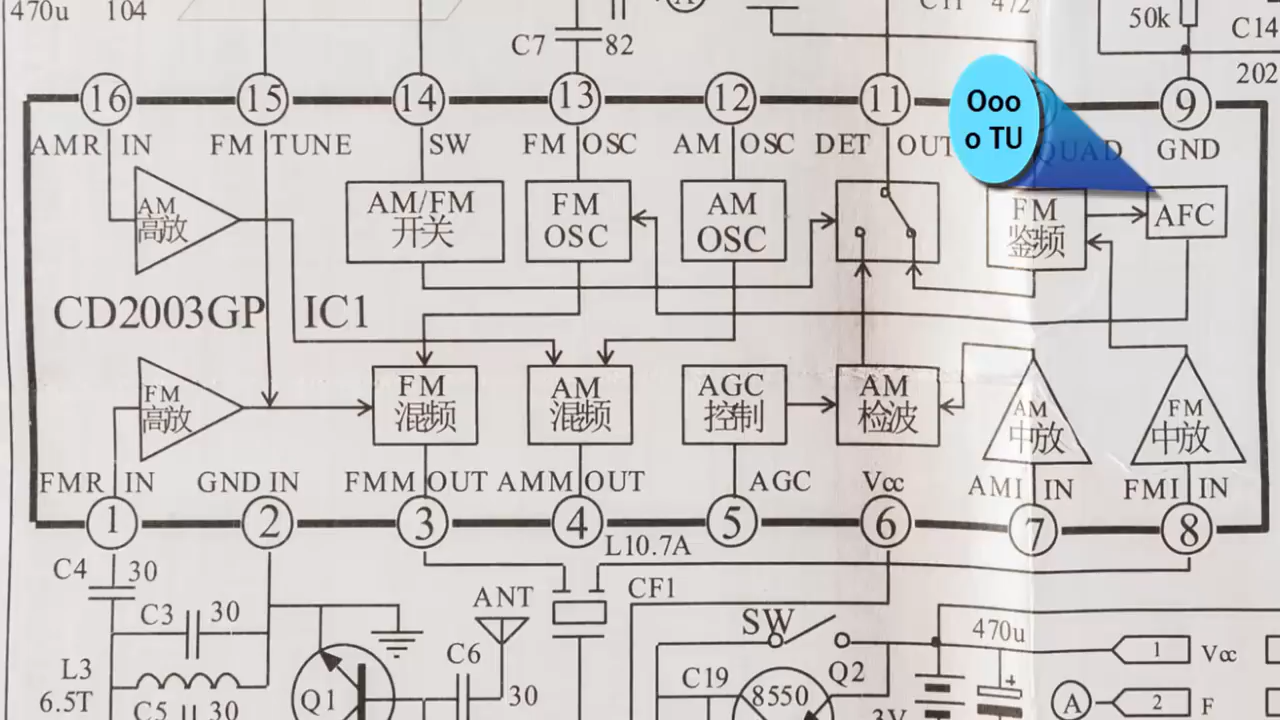 470u 104
C7 82
C11 472
50k
C14
202
16 15 14 13 12 11 9
AMR IN FM TUNE SW FM OSC AM OSC DET OUT QUAD GND
Ooo
o TU
AM
高放
AM/FM
开关
FM
OSC
AM
OSC
FM
鉴频
AFC
CD2003GP IC1
FM
高放
FM
混频
AM
混频
AGC
控制
AM
检波
AM
中放
FM
中放
FMR IN GND IN FMM OUT AMM OUT AGC Vcc AMI IN FMI IN
1 2 3 4 5 6 7 8
L10.7A
C4 30
CF1
ANT
C3 30
SW
470u
L3
6.5T
C6
30
C19
Q2
1 Vcc
C5 30
Q1
8550
3V
+
A
2 F